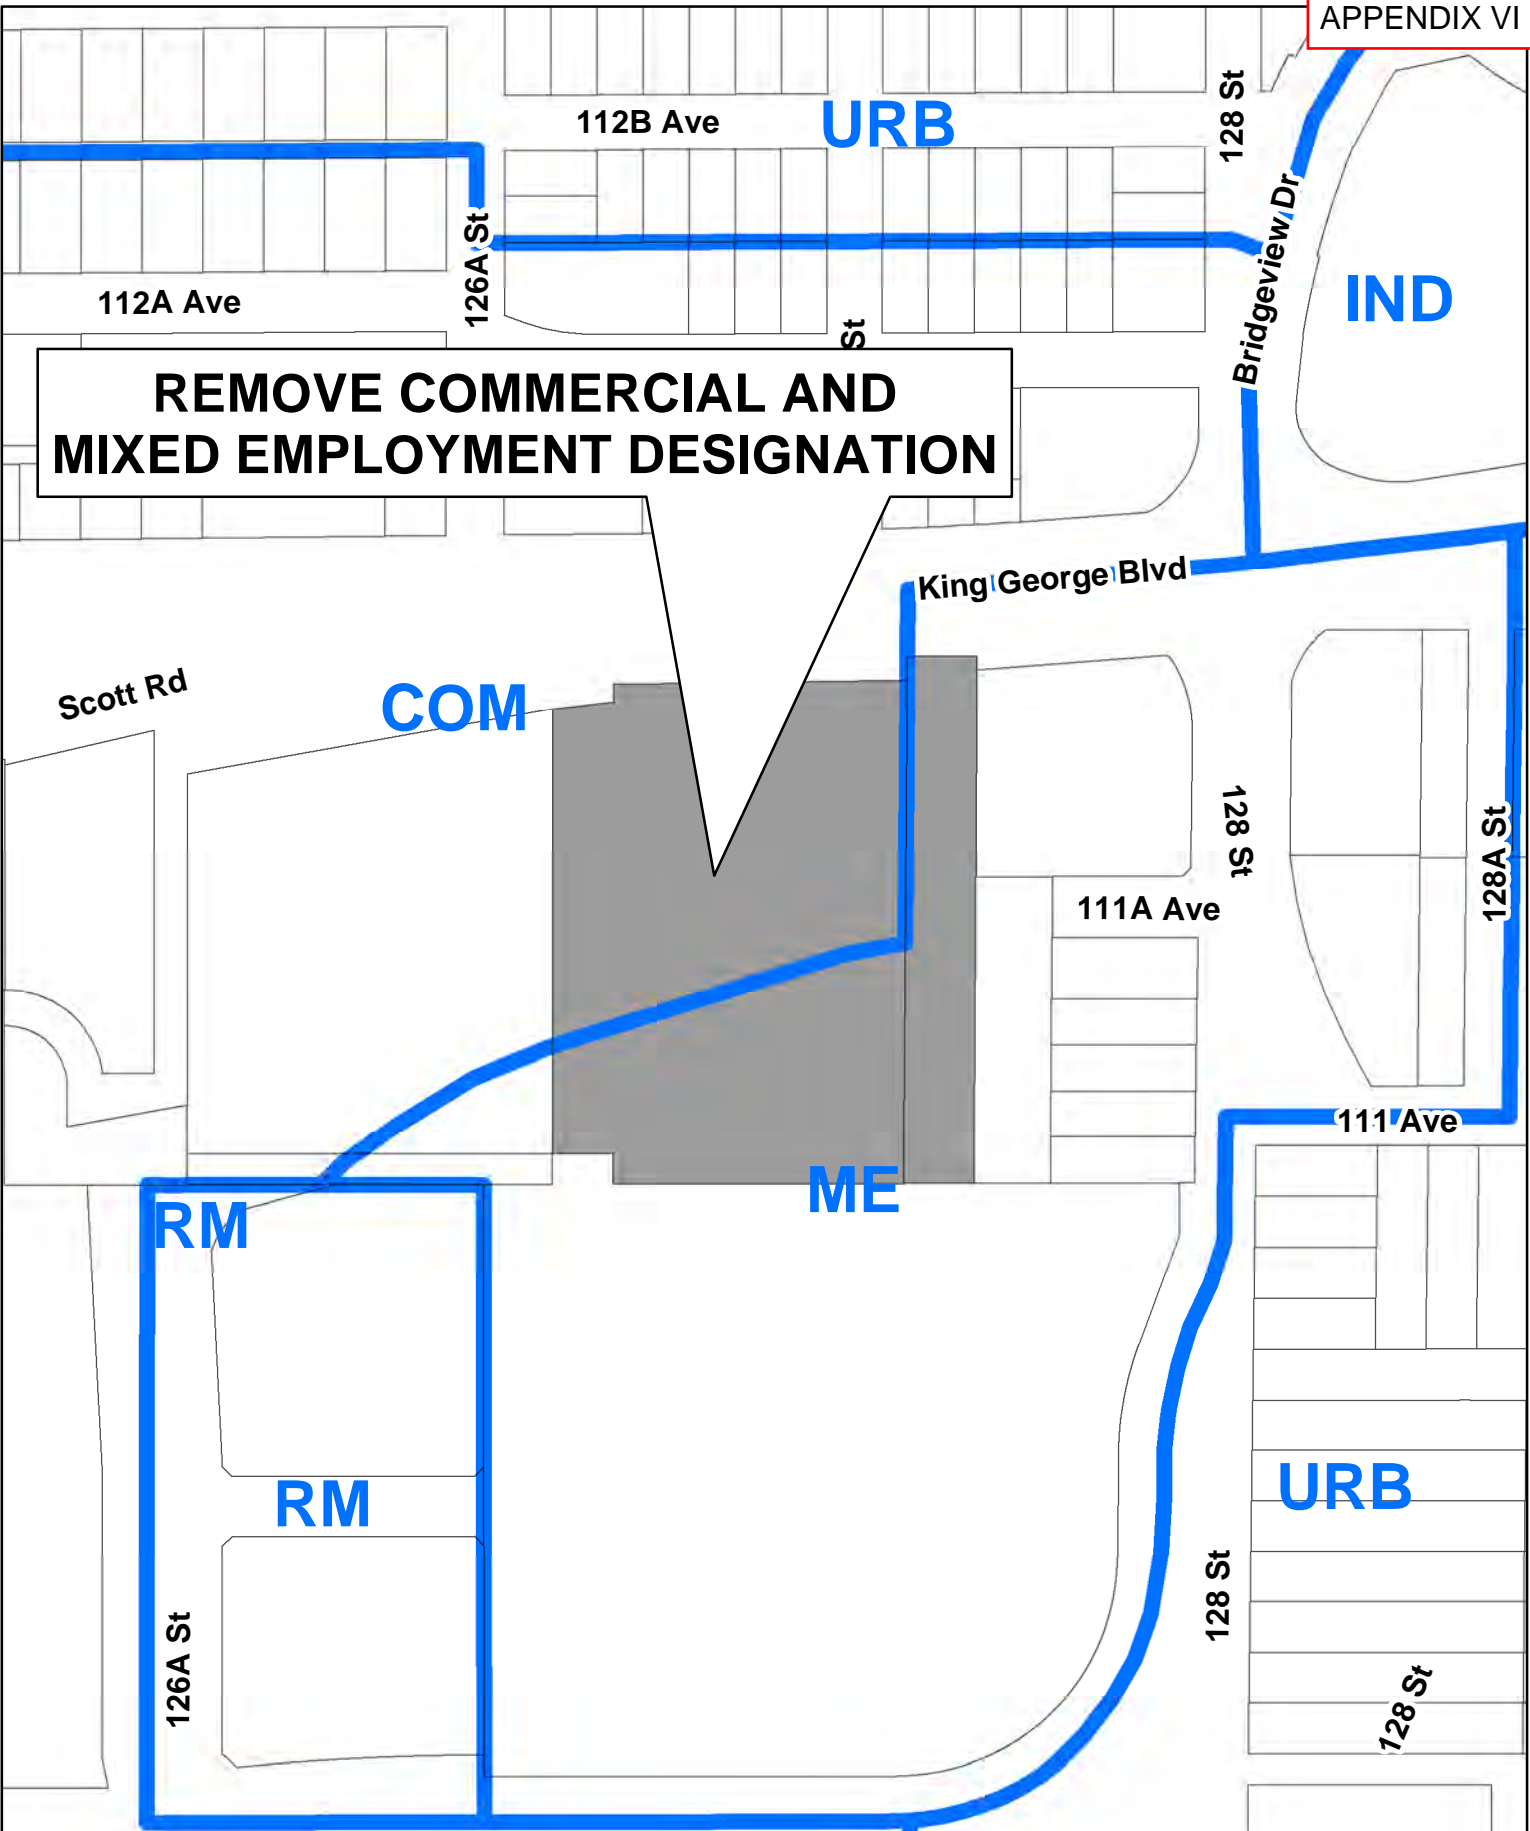 APPENDIX VI
112B Ave
URB
128 St
Bridgeview Dr
126A St
112A Ave
IND
St
REMOVE COMMERCIAL AND
MIXED EMPLOYMENT DESIGNATION
King George Blvd
Scott Rd
COM
128 St
128A St
111A Ave
111 Ave
ME
RM
RM
URB
128 St
126A St
128 St